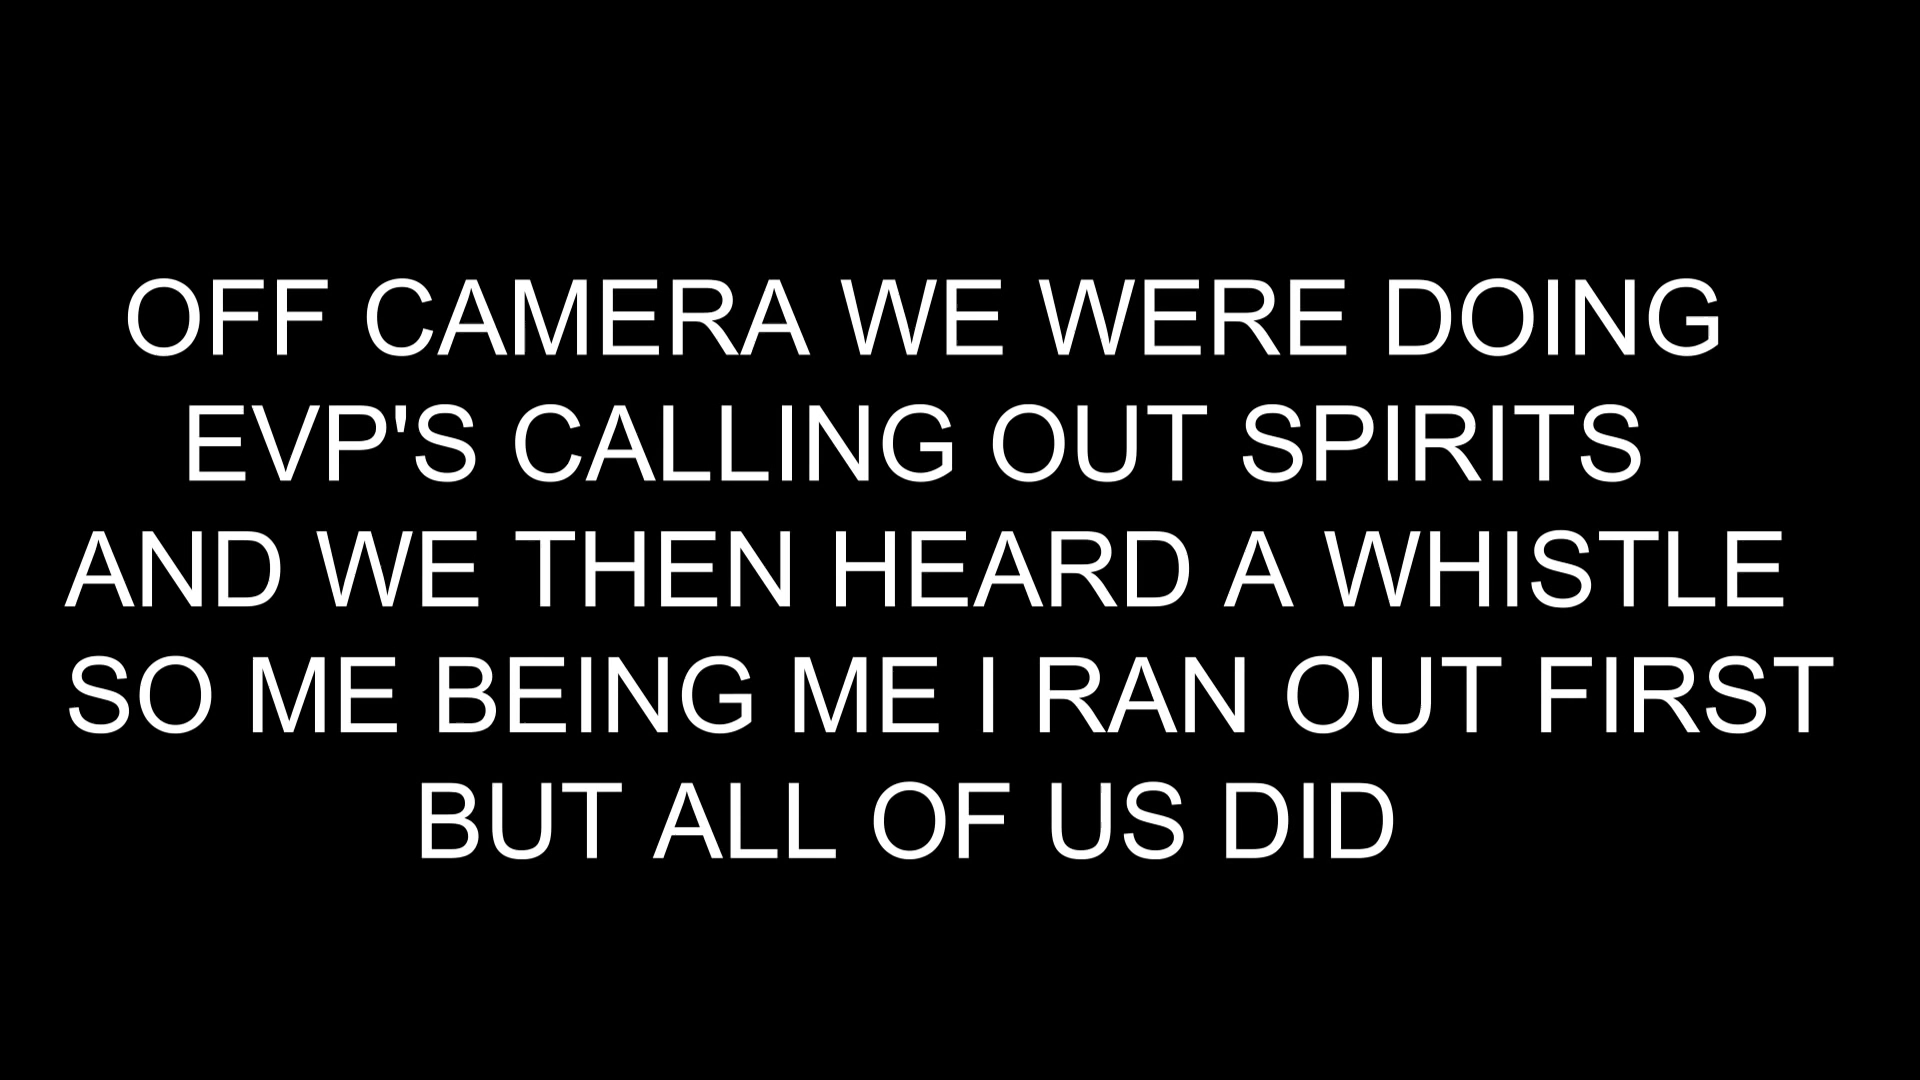 OFF CAMERA WE WERE DOING
EVP'S CALLING OUT SPIRITS
AND WE THEN HEARD A WHISTLE
SO ME BEING ME I RAN OUT FIRST
BUT ALL OF US DID